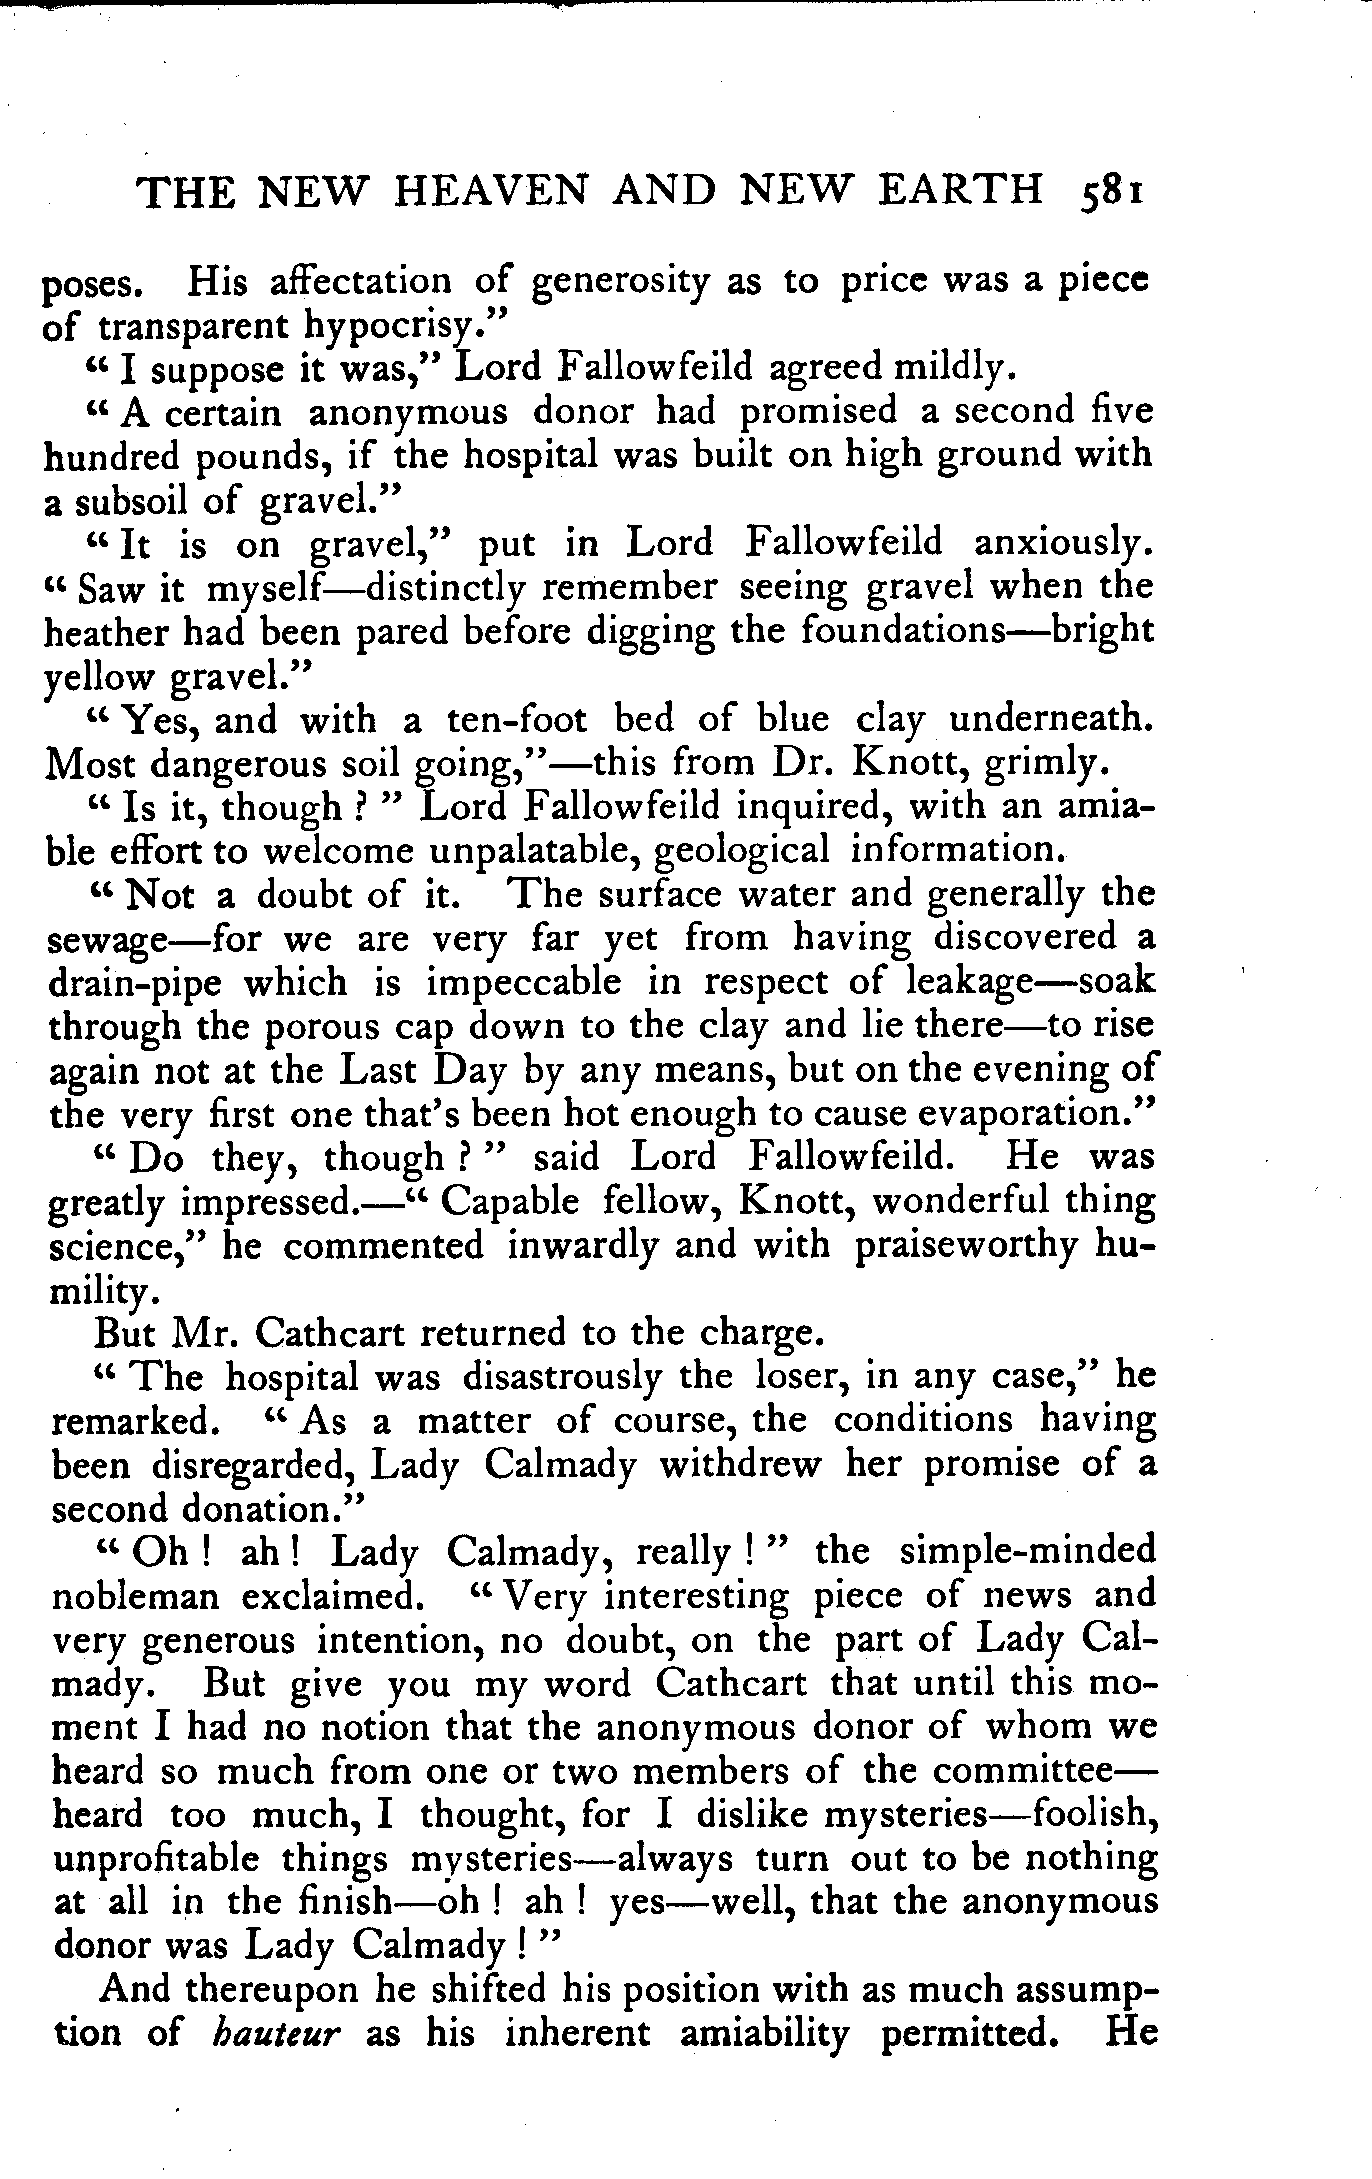 THE NEW HEAVEN AND NEW EARTH 581
poses. His affectation of generosity as to price was a piece
of transparent hypocrisy."
"I suppose it was," Lord Fallowfeild agreed mildly.
"A certain anonymous donor had promised a second five
hundred pounds, if the hospital was built on high ground with
a subsoil of gravel."
"It is on gravel," put in Lord Fallowfeild anxiously.
"Saw it myself—distinctly remember seeing gravel when the
heather had been pared before digging the foundations—bright
yellow gravel."
"Yes, and with a ten-foot bed of blue clay underneath.
Most dangerous soil going,"—this from Dr. Knott, grimly.
"Is it, though?" Lord Fallowfeild inquired, with an amia-
ble effort to welcome unpalatable, geological information.
"Not a doubt of it. The surface water and generally the
sewage—for we are very far yet from having discovered a
drain-pipe which is impeccable in respect of leakage—soak
through the porous cap down to the clay and lie there—to rise
again not at the Last Day by any means, but on the evening of
the very first one that's been hot enough to cause evaporation."
"Do they, though?" said Lord Fallowfeild. He was
greatly impressed.—"Capable fellow, Knott, wonderful thing
science," he commented inwardly and with praiseworthy hu-
mility.
But Mr. Cathcart returned to the charge.
"The hospital was disastrously the loser, in any case," he
remarked. "As a matter of course, the conditions having
been disregarded, Lady Calmady withdrew her promise of a
second donation."
"Oh! ah! Lady Calmady, really!" the simple-minded
nobleman exclaimed. "Very interesting piece of news and
very generous intention, no doubt, on the part of Lady Cal-
mady. But give you my word Cathcart that until this mo-
ment I had no notion that the anonymous donor of whom we
heard so much from one or two members of the committee—
heard too much, I thought, for I dislike mysteries—foolish,
unprofitable things mysteries—always turn out to be nothing
at all in the finish—oh! ah! yes—well, that the anonymous
donor was Lady Calmady!"
And thereupon he shifted his position with as much assump-
tion of hauteur as his inherent amiability permitted. He